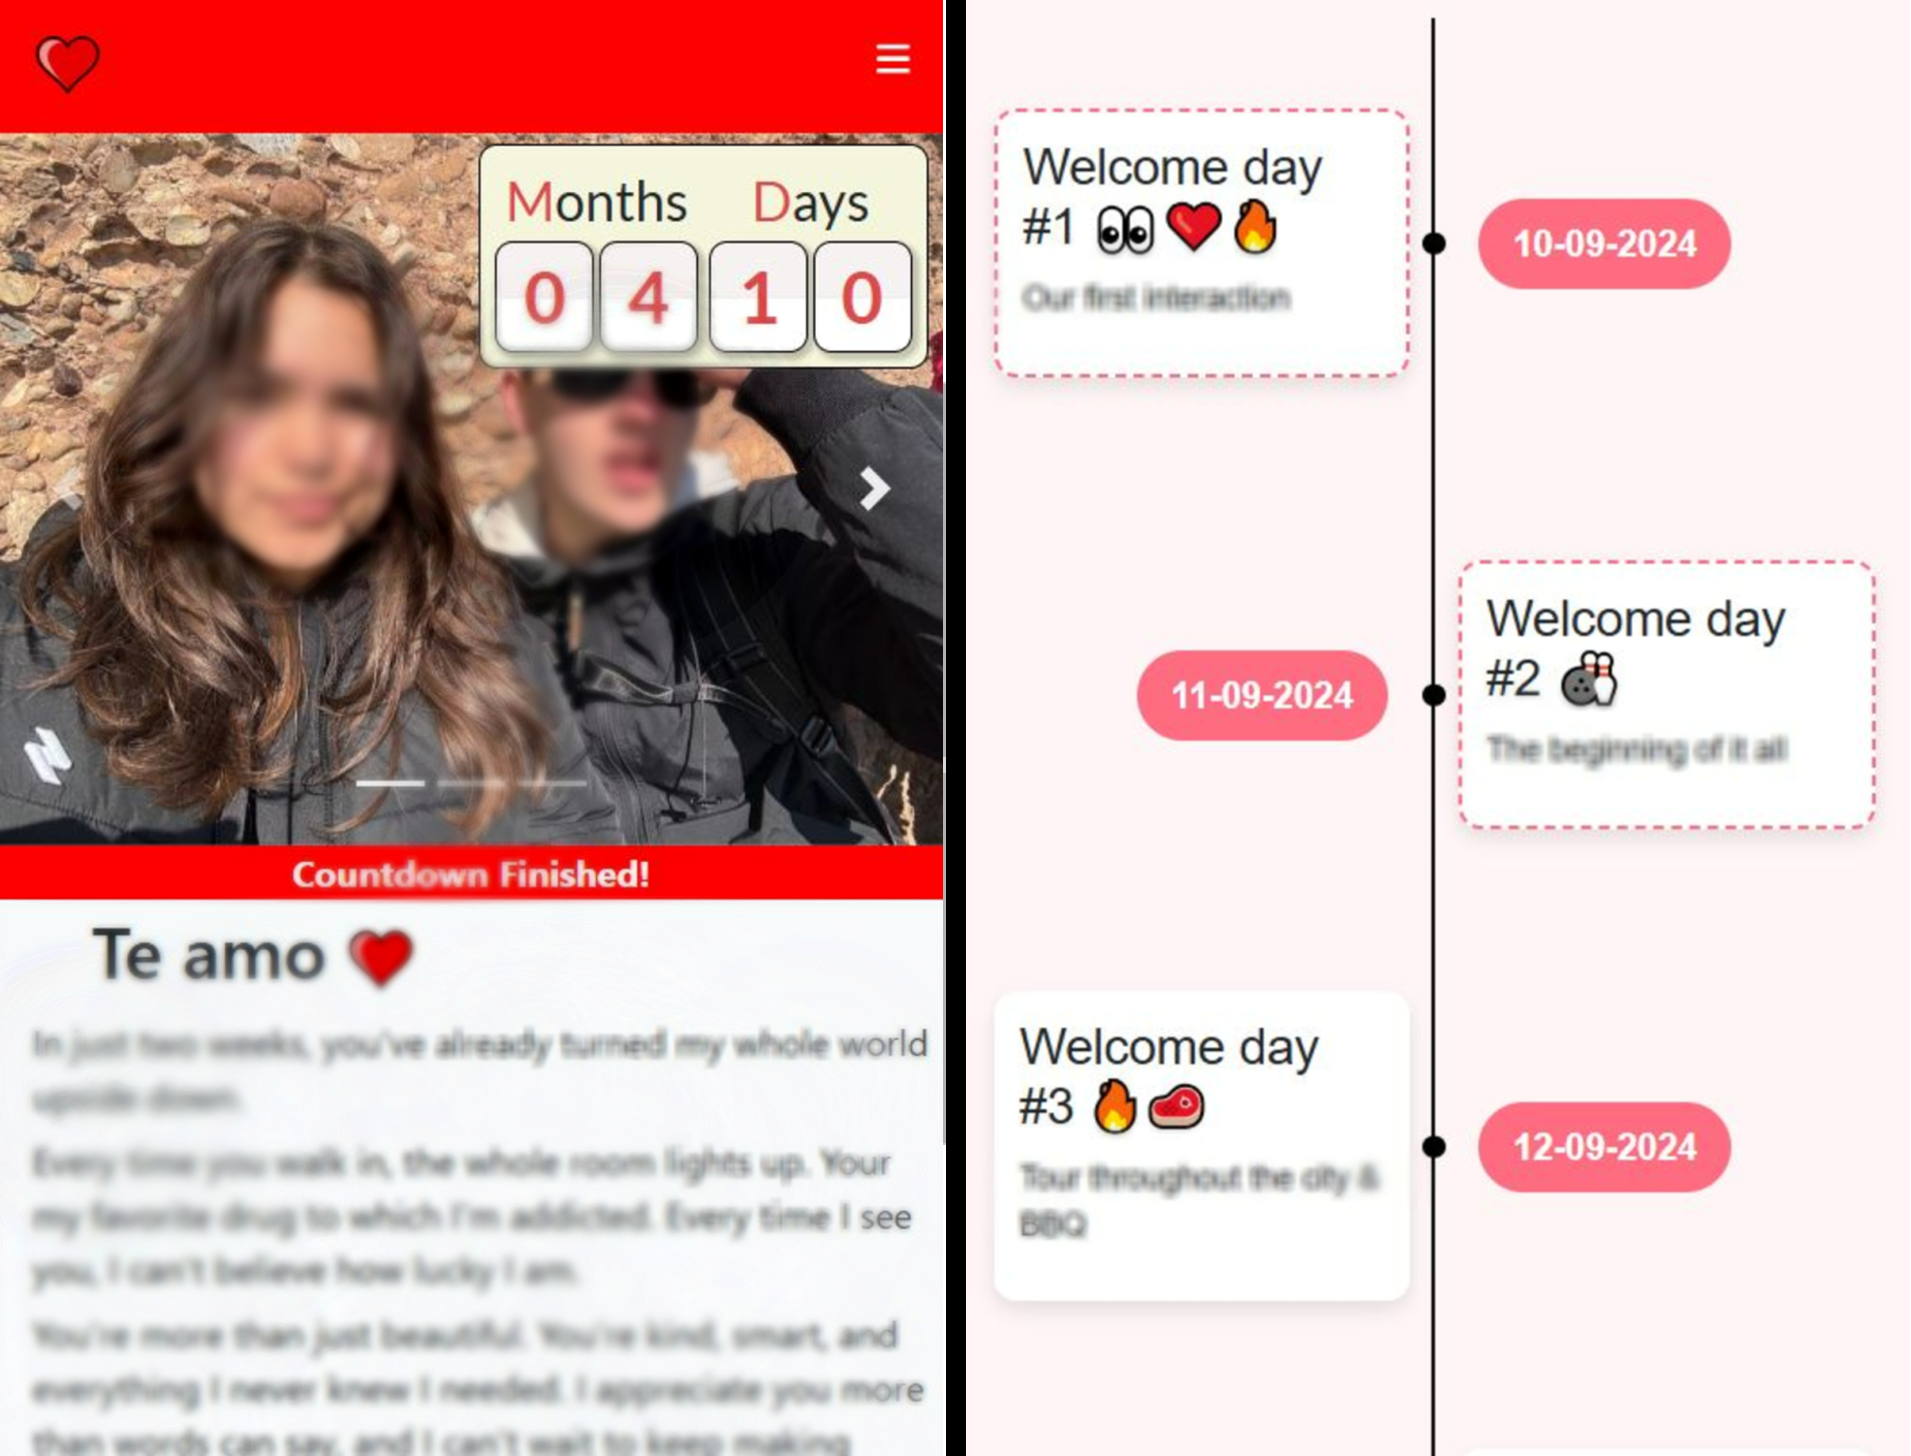 Months Days
0 4 1 0
Countdown Finished!
Te amo ❤️
In just two weeks, you've already turned my whole world
upside down.
Every time you walk in, the whole room lights up. Your
my favorite drug to which I'm addicted. Every time I see
you, I can't believe how lucky I am.
You're more than just beautiful. You're kind, smart, and
everything I never knew I needed. I appreciate you more
than words can say, and I can't wait to keep making
Welcome day
#1 👀❤️🔥
Our first interaction
10-09-2024
Welcome day
#2 🎳
The beginning of it all
11-09-2024
Welcome day
#3 🔥🥩
Tour throughout the city &
BBQ
12-09-2024